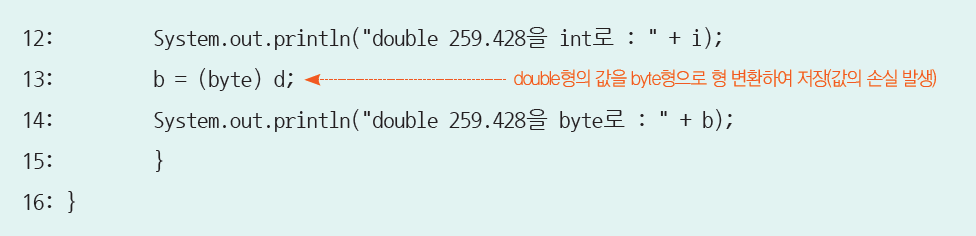 12: System.out.println("double 259.428을 int로 : " + i);
13: b = (byte) d; double형의 값을 byte형으로 형 변환하여 저장(값의 손실 발생)
14: System.out.println("double 259.428을 byte로 : " + b);
15: }
16: }